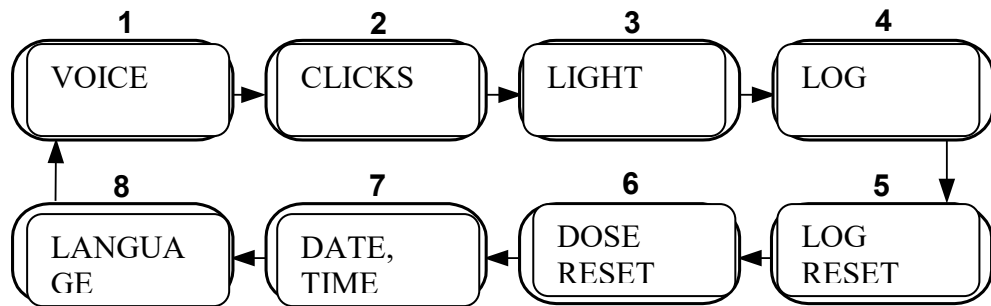 1 2 3 4
VOICE CLICKS LIGHT LOG
8 7 6 5
LANGUA DATE, DOSE LOG
GE TIME RESET RESET